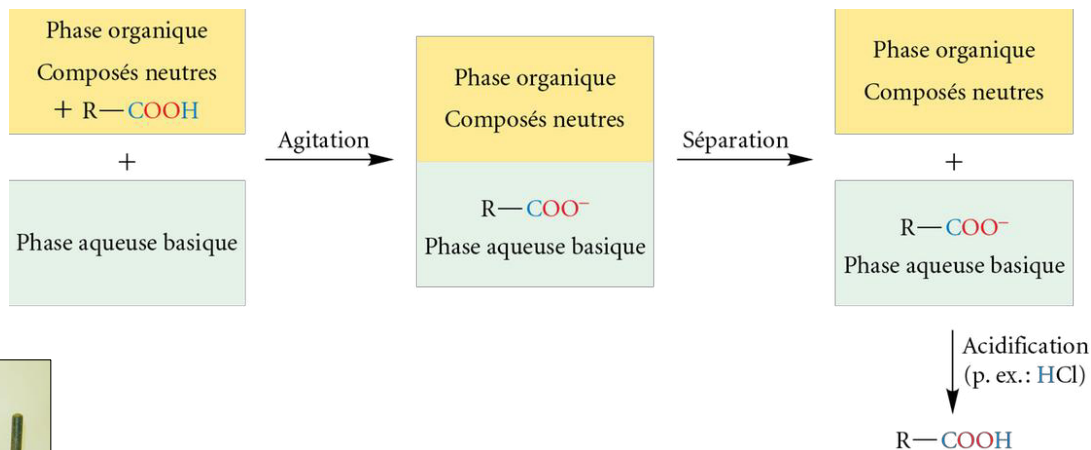 Phase organique
Composés neutres
+ R—COOH
+
Phase aqueuse basique
Agitation
Phase organique
Composés neutres
R—COO⁻
Phase aqueuse basique
Séparation
Phase organique
Composés neutres
+
R—COO⁻
Phase aqueuse basique
Acidification
(p. ex.: HCl)
R—COOH